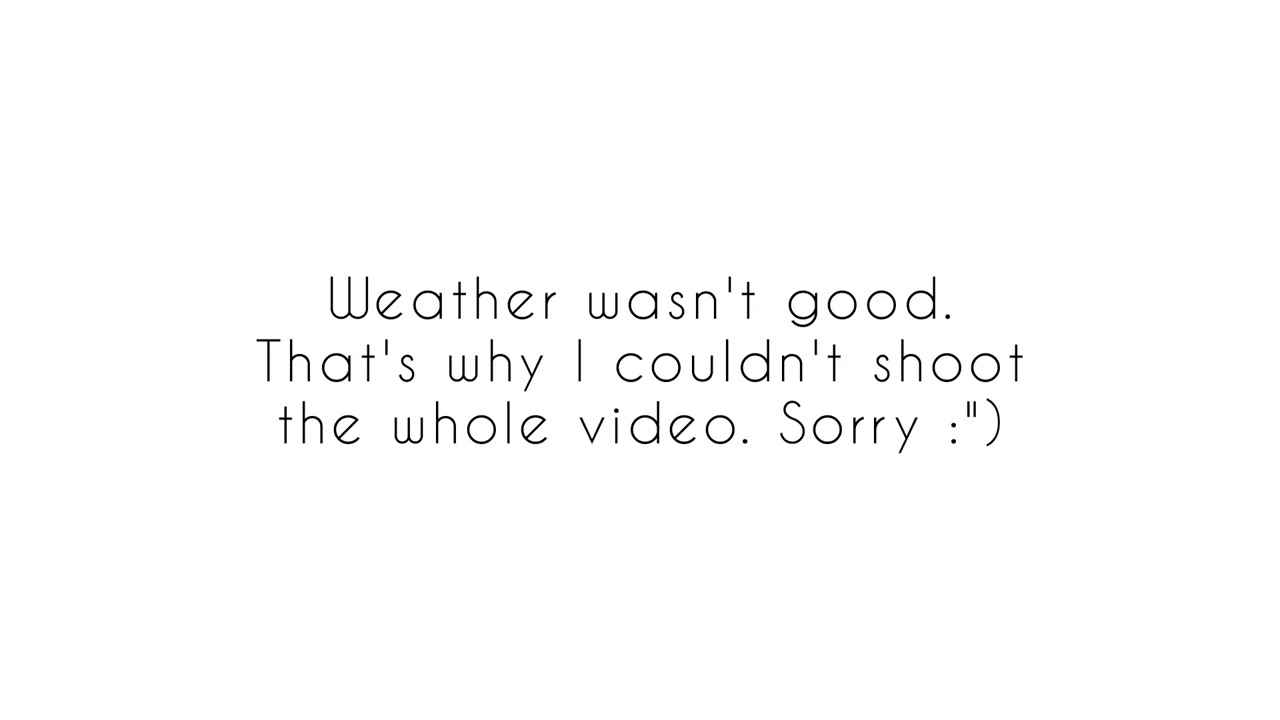 Weather wasn't good.
That's why I couldn't shoot
the whole video. Sorry :")